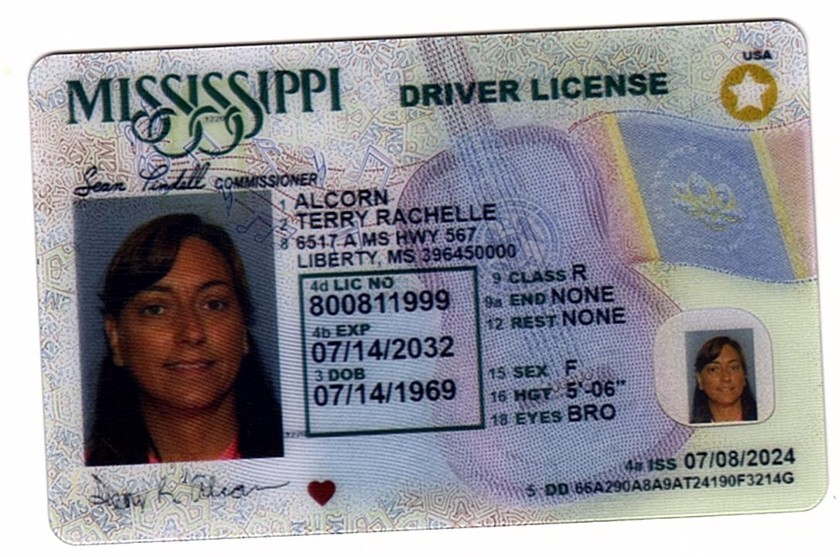 MISSISSIPPI
DRIVER LICENSE
USA
Sean Tindell COMMISSIONER
1 ALCORN
2 TERRY RACHELLE
8 6517 A MS HWY 567
LIBERTY, MS 396450000
4d LIC NO
800811999
4b EXP
07/14/2032
3 DOB
07/14/1969
9 CLASS R
9a END NONE
12 REST NONE
15 SEX F
16 HGT 5'-06"
18 EYES BRO
4a ISS 07/08/2024
5 DD 66A290A8A9AT24190F3214G